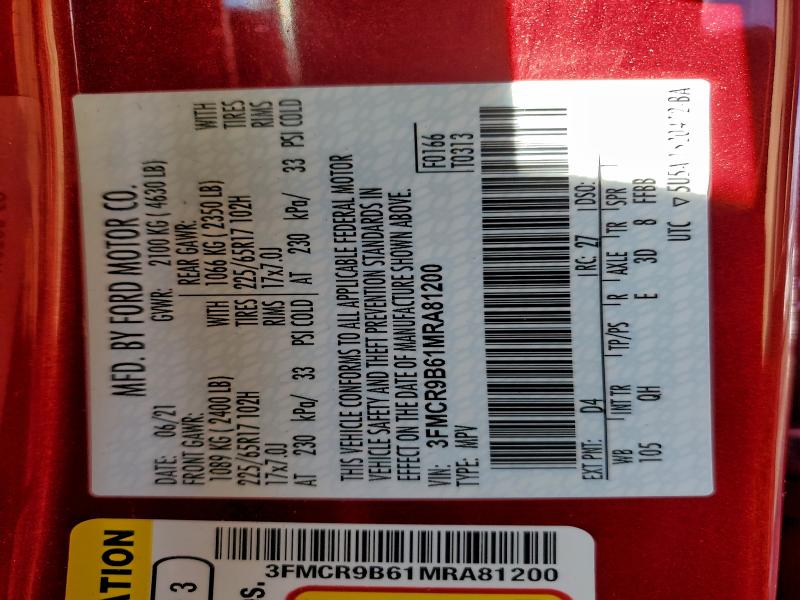 MFD. BY FORD MOTOR CO.
DATE: 06/21 GVWR: 2100 KG ( 4630 LB)
FRONT GAWR: REAR GAWR:
1089 KG ( 2400 LB) WITH 1066 KG ( 2350 LB) WITH
225/65R17 102H TIRES 225/65R17 102H TIRES
17x7.0J RIMS 17x7.0J RIMS
AT 230 kPa/ 33 PSI COLD AT 230 kPa/ 33 PSI COLD
THIS VEHICLE CONFORMS TO ALL APPLICABLE FEDERAL MOTOR
VEHICLE SAFETY AND THEFT PREVENTION STANDARDS IN
EFFECT ON THE DATE OF MANUFACTURE SHOWN ABOVE.
VIN: 3FMCR9B61MRA81200 F0166
TYPE: MPV T0313
EXT PNT: D4 RC: 27 DSO:
WB INT TR TP/PS R AXLE TR SPR
105 QH E 3D 8 FFBB
UTC
ATION
3
os.
3FMCR9B61MRA81200